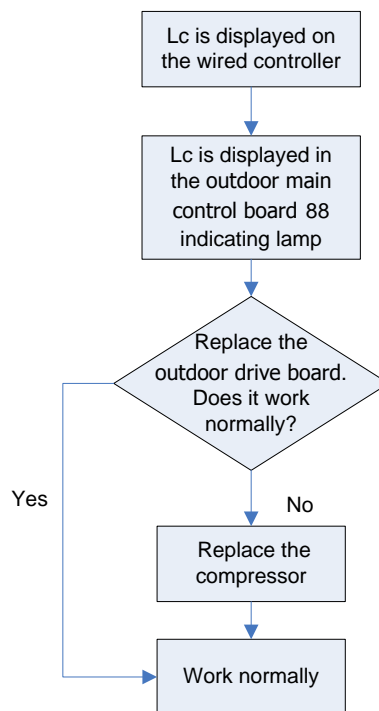 Lc is displayed on
the wired controller
Lc is displayed in
the outdoor main
control board 88
indicating lamp
Replace the
outdoor drive board.
Does it work
normally?
Yes
No
Replace the
compressor
Work normally